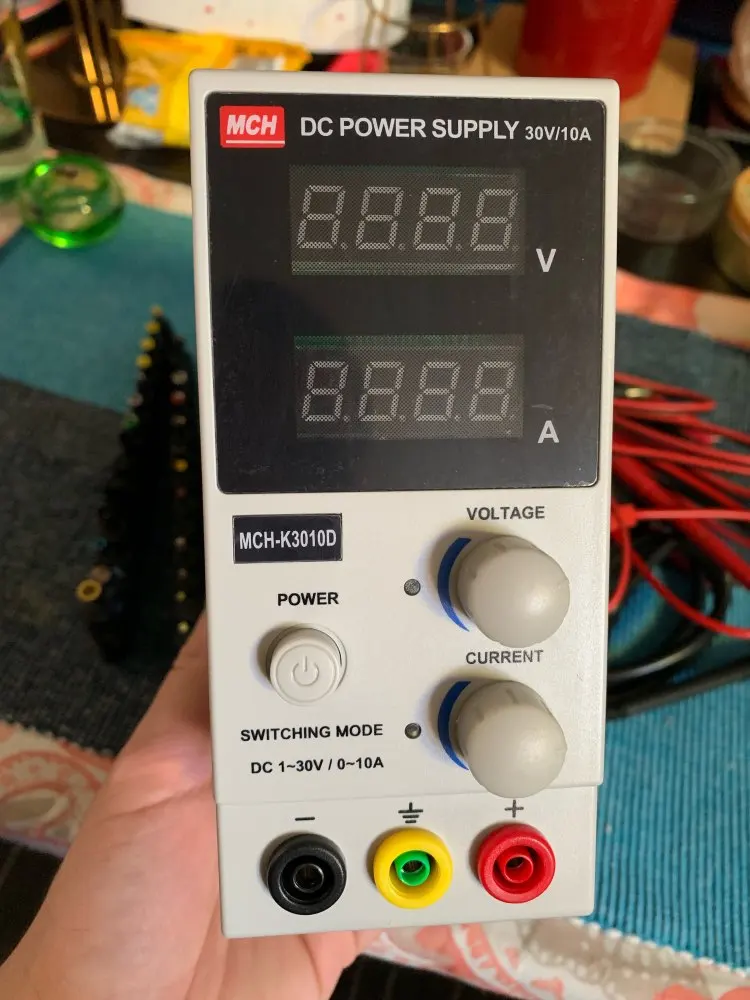 MCH DC POWER SUPPLY 30V/10A
V
A
VOLTAGE
MCH-K3010D
POWER
CURRENT
SWITCHING MODE
DC 1~30V / 0~10A
− ⏚ +